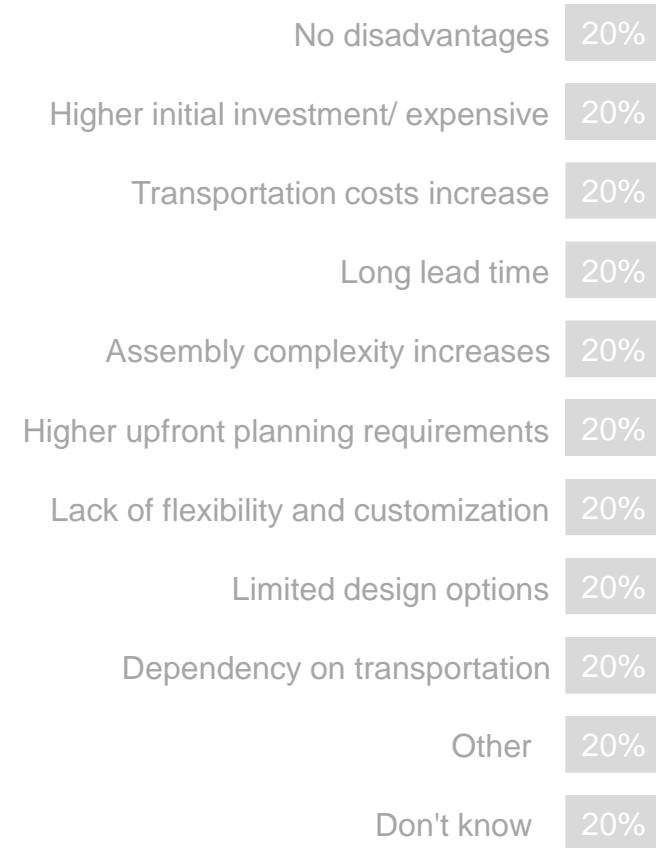 No disadvantages 20%
Higher initial investment/ expensive 20%
Transportation costs increase 20%
Long lead time 20%
Assembly complexity increases 20%
Higher upfront planning requirements 20%
Lack of flexibility and customization 20%
Limited design options 20%
Dependency on transportation 20%
Other 20%
Don't know 20%